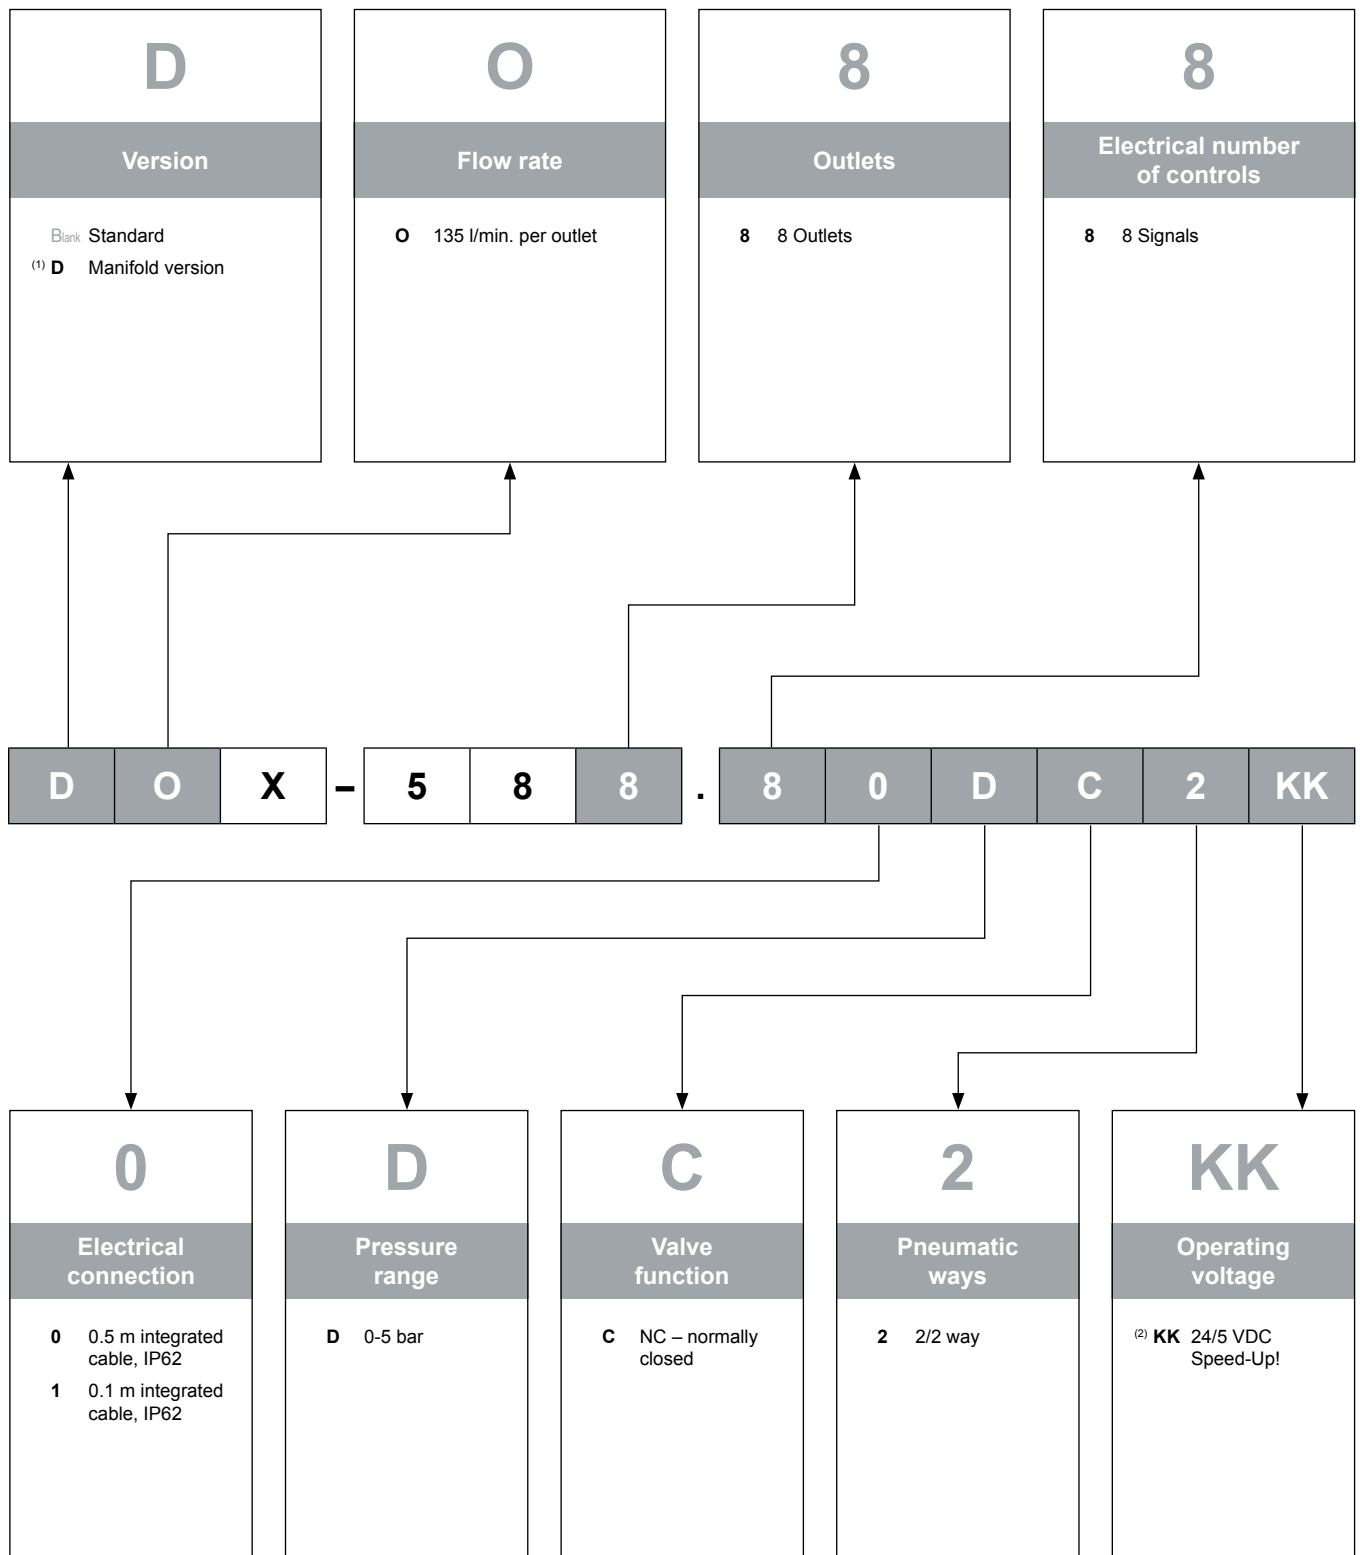 D
Version
Blank Standard
(1) D Manifold version
O
Flow rate
O 135 l/min. per outlet
8
Outlets
8 8 Outlets
8
Electrical number
of controls
8 8 Signals
D O X – 5 8 8 . 8 0 D C 2 KK
0
Electrical
connection
0 0.5 m integrated
cable, IP62
1 0.1 m integrated
cable, IP62
D
Pressure
range
D 0-5 bar
C
Valve
function
C NC – normally
closed
2
Pneumatic
ways
2 2/2 way
KK
Operating
voltage
(2) KK 24/5 VDC
Speed-Up!